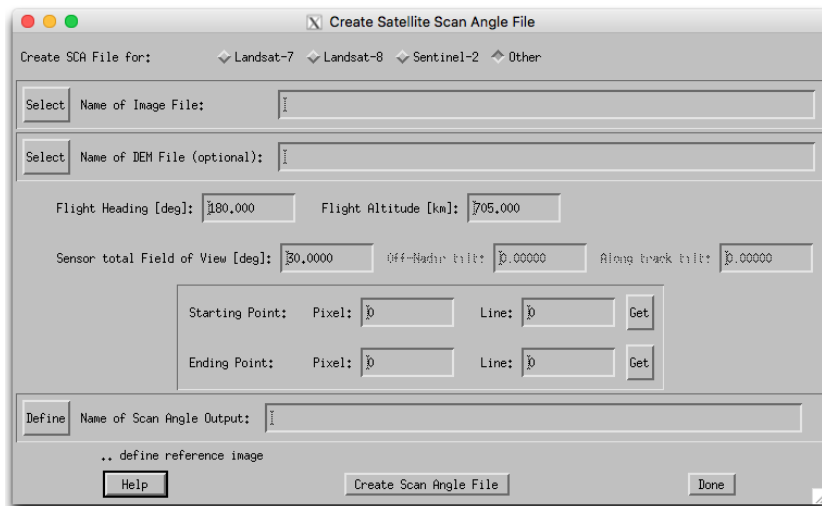 Create Satellite Scan Angle File
Create SCA File for: Landsat-7 Landsat-8 Sentinel-2 Other
Select Name of Image File:
Select Name of DEM File (optional):
Flight Heading [deg]: 180.000 Flight Altitude [km]: 705.000
Sensor total Field of View [deg]: 30.0000 Off-Nadir tilt: 0.00000 Along track tilt: 0.00000
Starting Point: Pixel: 0 Line: 0 Get
Ending Point: Pixel: 0 Line: 0 Get
Define Name of Scan Angle Output:
.. define reference image
Help Create Scan Angle File Done